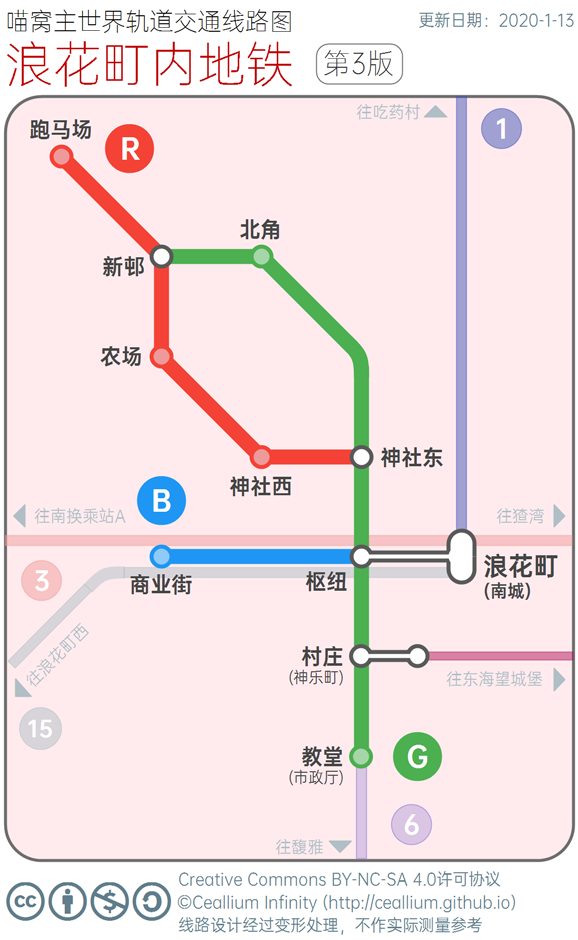 喵窝主世界轨道交通线路图
更新日期：2020-1-13
浪花町内地铁
第3版
往吃药村
1
跑马场
R
北角
新邨
农场
神社西
神社东
B
往南换乘站A
往猹湾
3
商业街
枢纽
浪花町
(南城)
往浪花町西
村庄
(神乐町)
往东海望城堡
15
教堂
(市政厅)
G
6
往馥雅
cc
Creative Commons BY-NC-SA 4.0许可协议
©Ceallium Infinity (http://ceallium.github.io)
线路设计经过变形处理，不作实际测量参考